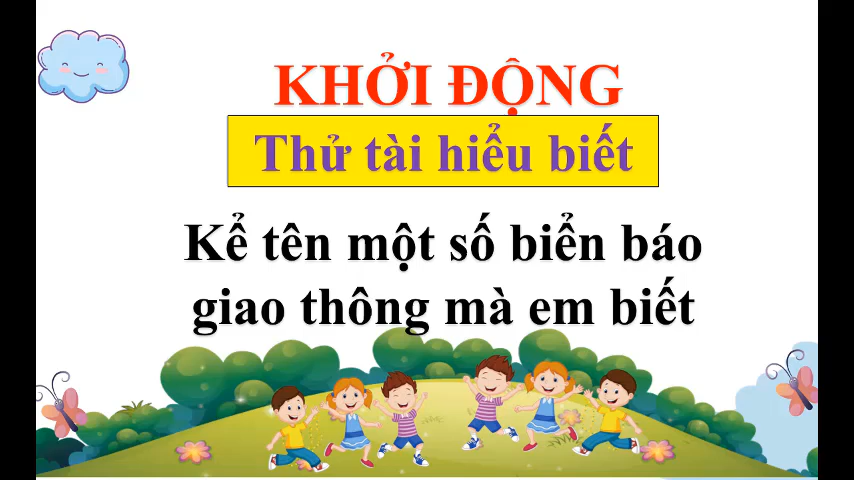 KHỞI ĐỘNG
Thử tài hiểu biết
Kể tên một số biển báo
giao thông mà em biết